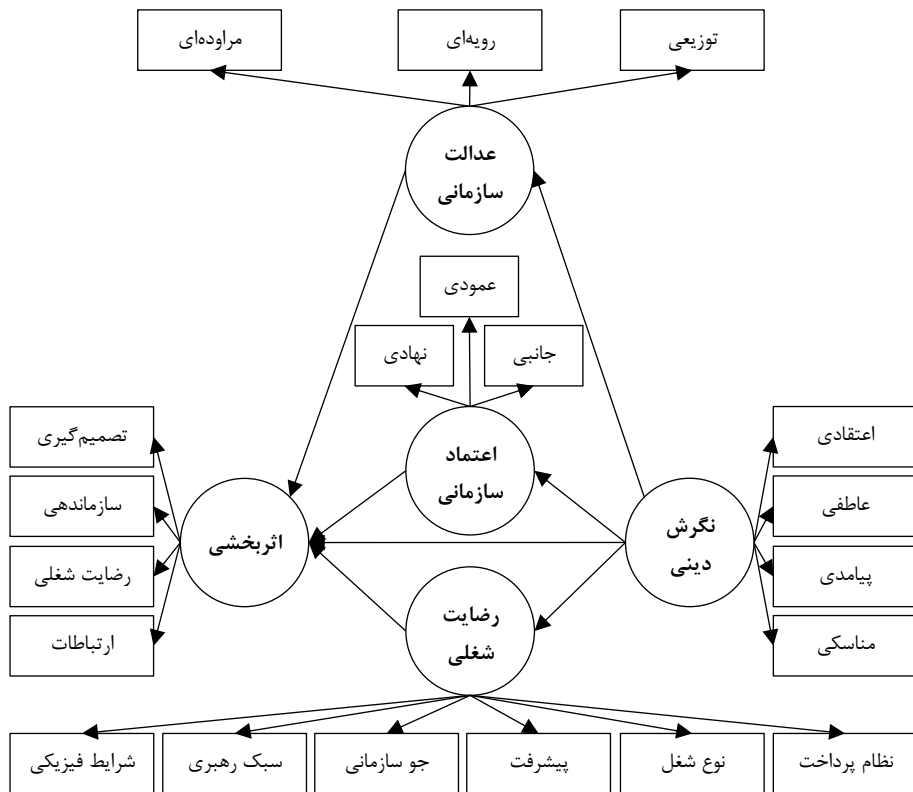 توزیعی
رویه‌ای
مراوده‌ای
عدالت
سازمانی
عمودی
جانبی
نهادی
اعتماد
سازمانی
نگرش
دینی
اعتقادی
عاطفی
پیامدی
مناسکی
اثربخشی
تصمیم‌گیری
سازماندهی
رضایت شغلی
ارتباطات
رضایت
شغلی
نظام پرداخت
نوع شغل
پیشرفت
جو سازمانی
سبک رهبری
شرایط فیزیکی